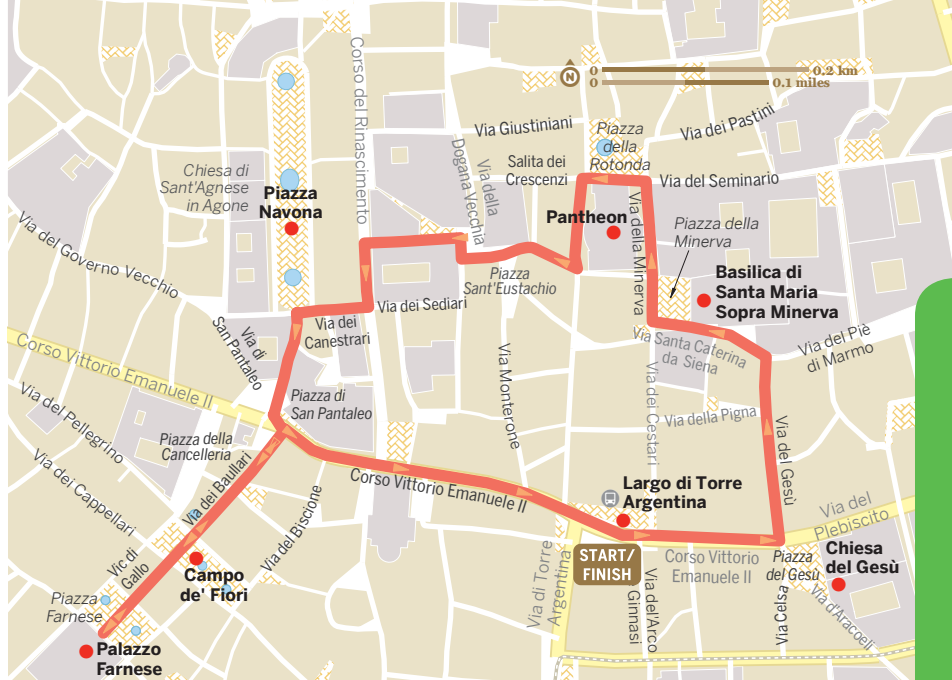 0
0.2 km
0
0.1 miles
N
Corso del Rinascimento
Via Giustiniani
Piazza
della
Rotonda
Via dei Pastini
Via della
Dogana Vecchia
Salita dei
Crescenzi
Via del Seminario
Chiesa di
Sant'Agnese
in Agone
Piazza
Navona
Pantheon
Via della Minerva
Piazza della
Minerva
Via del Governo Vecchio
Piazza
Sant'Eustachio
Basilica di
Santa Maria
Sopra Minerva
Via dei Sediari
Via dei
Canestrari
Via di
San Pantaleo
Via Santa Caterina
da Siena
Via del Piè
di Marmo
Corso Vittorio Emanuele II
Via Monterone
Via dei Cestari
Via della Pigna
Via del Gesù
Piazza di
San Pantaleo
Via del Pellegrino
Piazza della
Cancelleria
Via dei Cappellari
Via dei Baullari
Via del Biscione
Corso Vittorio Emanuele II
Largo di Torre
Argentina
Via del
Plebiscito
START/
FINISH
Corso Vittorio
Emanuele II
Piazza
del Gesù
Chiesa
del Gesù
Vic di
Gallo
Campo
de' Fiori
Via di Torre
Argentina
Via dell'Arco
Ginnasi
Via Celsa
Via d'Aracoeli
Piazza
Farnese
Palazzo
Farnese